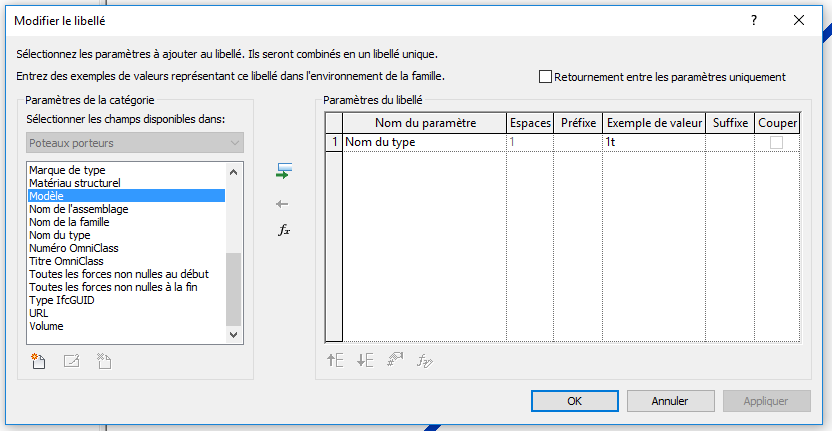 Modifier le libellé
Sélectionnez les paramètres à ajouter au libellé. Ils seront combinés en un libellé unique.
Entrez des exemples de valeurs représentant ce libellé dans l'environnement de la famille.
Retournement entre les paramètres uniquement
Paramètres de la catégorie
Sélectionner les champs disponibles dans:
Poteaux porteurs
Marque de type
Matériau structurel
Modèle
Nom de l'assemblage
Nom de la famille
Nom du type
Numéro OmniClass
Titre OmniClass
Toutes les forces non nulles au début
Toutes les forces non nulles à la fin
Type IfcGUID
URL
Volume
fx
Paramètres du libellé
Nom du paramètre Espaces Préfixe Exemple de valeur Suffixe Couper
1 Nom du type 1 1t
OK Annuler Appliquer